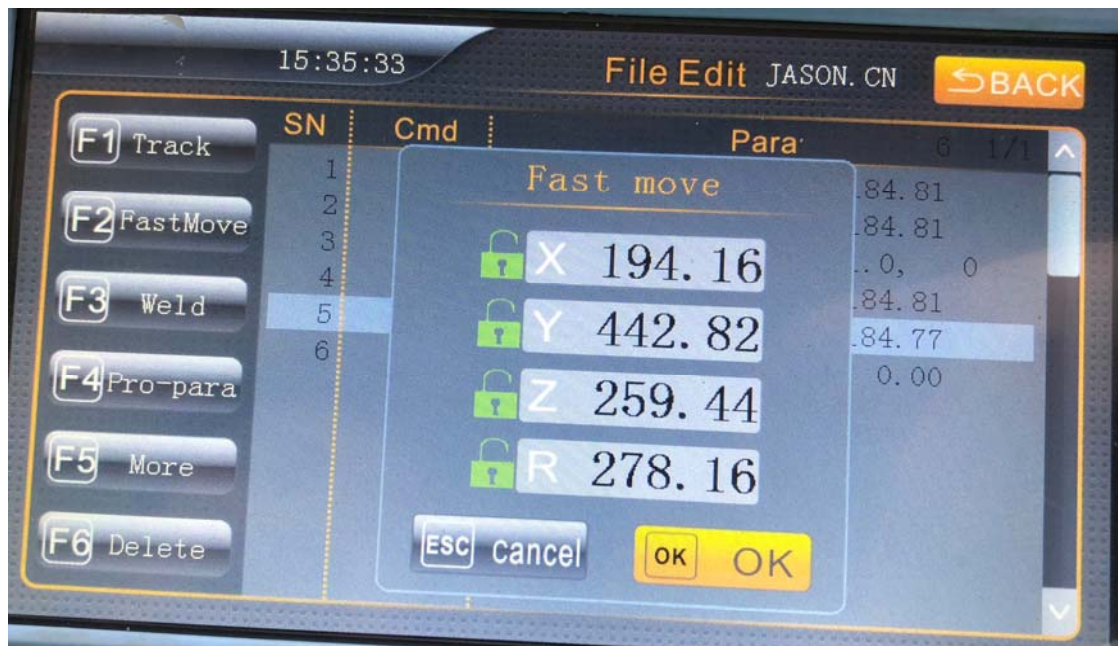 15:35:33 File Edit JASON.CN BACK
SN Cmd Para 6 1/1
F1 Track
F2 FastMove
F3 Weld
F4 Pro-para
F5 More
F6 Delete
1
2
3
4
5
6
84.81
84.81
0, 0
84.81
84.77
0.00
Fast move
X 194.16
Y 442.82
Z 259.44
R 278.16
ESC Cancel
OK OK